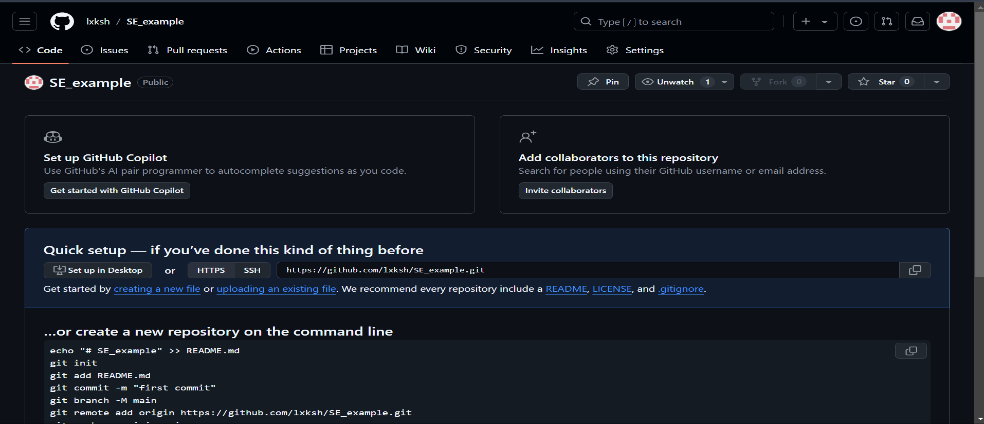 lxksh / SE_example
Type [/] to search
Code Issues Pull requests Actions Projects Wiki Security Insights Settings
SE_example Public
Pin Unwatch 1 Fork 0 Star 0
Set up GitHub Copilot
Use GitHub's AI pair programmer to autocomplete suggestions as you code.
Get started with GitHub Copilot
Add collaborators to this repository
Search for people using their GitHub username or email address.
Invite collaborators
Quick setup — if you've done this kind of thing before
Set up in Desktop or HTTPS SSH https://github.com/lxksh/SE_example.git
Get started by creating a new file or uploading an existing file. We recommend every repository include a README, LICENSE, and .gitignore.
...or create a new repository on the command line
echo "# SE_example" >> README.md
git init
git add README.md
git commit -m "first commit"
git branch -M main
git remote add origin https://github.com/lxksh/SE_example.git